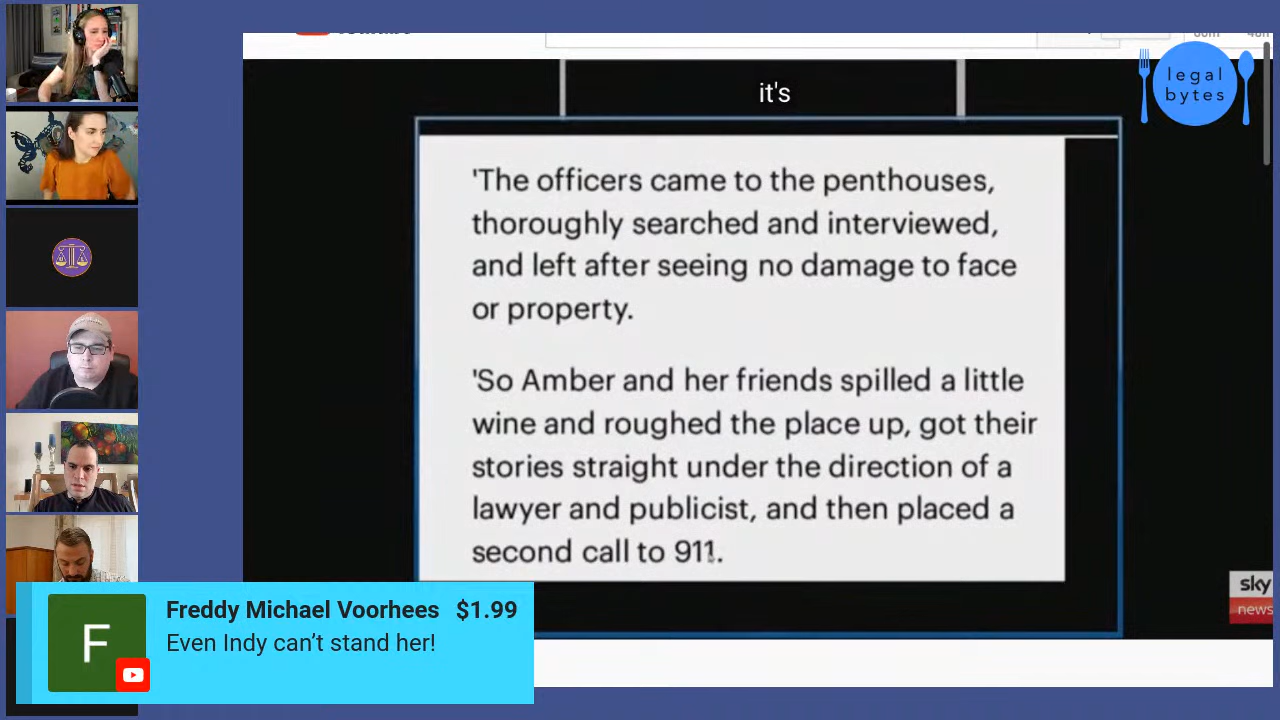 legal
bytes
it's
'The officers came to the penthouses,
thoroughly searched and interviewed,
and left after seeing no damage to face
or property.
'So Amber and her friends spilled a little
wine and roughed the place up, got their
stories straight under the direction of a
lawyer and publicist, and then placed a
second call to 911.
sky
news
F
Freddy Michael Voorhees $1.99
Even Indy can’t stand her!